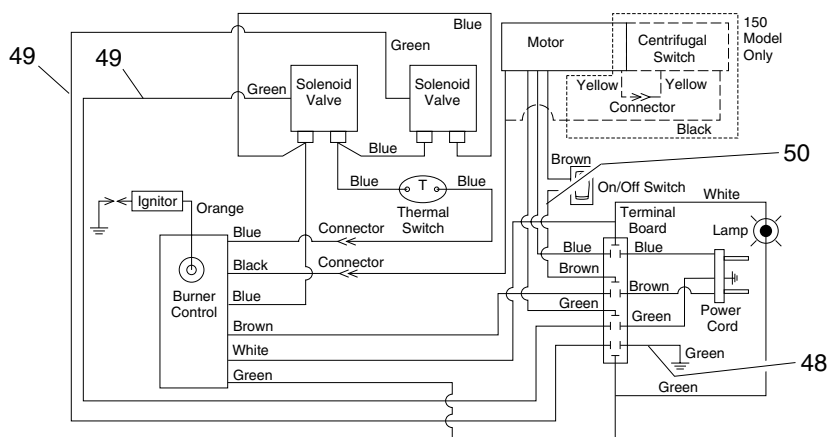 Blue
Green
49
49
Green
Solenoid
Valve
Solenoid
Valve
Motor
Centrifugal
Switch
150
Model
Only
Yellow
Yellow
Connector
Black
Blue
Brown
50
Blue
T
Blue
Thermal
Switch
On/Off Switch
White
Ignitor
Orange
Terminal
Board
Lamp
Blue
Connector
Blue
Blue
Black
Connector
Brown
Burner
Control
Blue
Brown
Green
Green
Power
Cord
Brown
White
Green
48
Green
Green